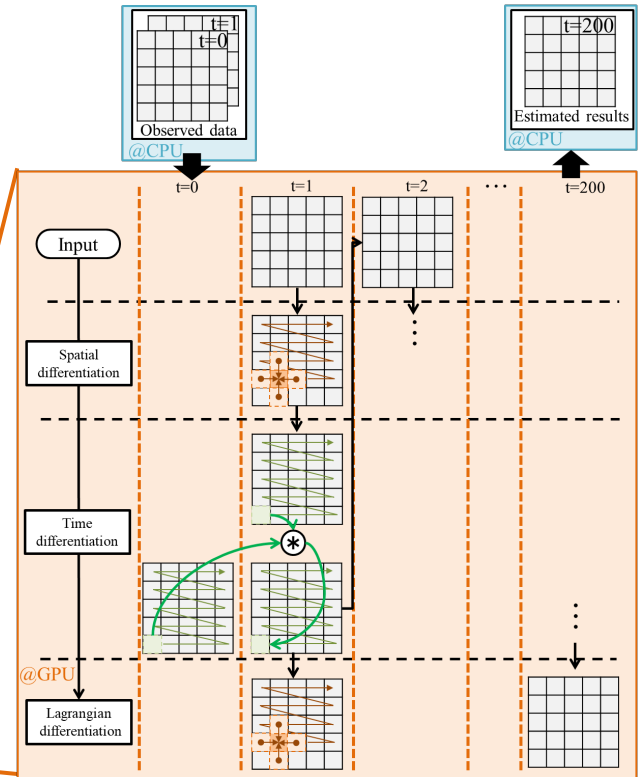 t=1
t=0
Observed data
@CPU
t=200
Estimated results
@CPU
t=0
t=1
t=2
...
t=200
Input
Spatial
differentiation
Time
differentiation
@GPU
Lagrangian
differentiation